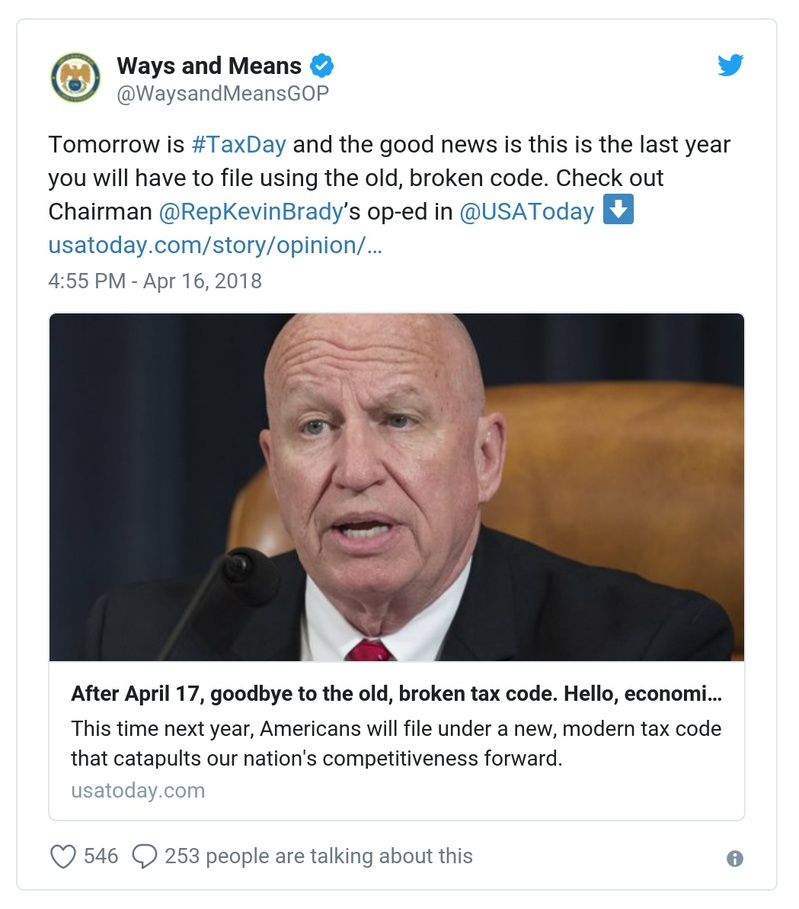 Ways and Means
@WaysandMeansGOP
Tomorrow is #TaxDay and the good news is this is the last year
you will have to file using the old, broken code. Check out
Chairman @RepKevinBrady’s op-ed in @USAToday ⬇
usatoday.com/story/opinion/…
4:55 PM - Apr 16, 2018
After April 17, goodbye to the old, broken tax code. Hello, economi…
This time next year, Americans will file under a new, modern tax code
that catapults our nation's competitiveness forward.
usatoday.com
546 253 people are talking about this